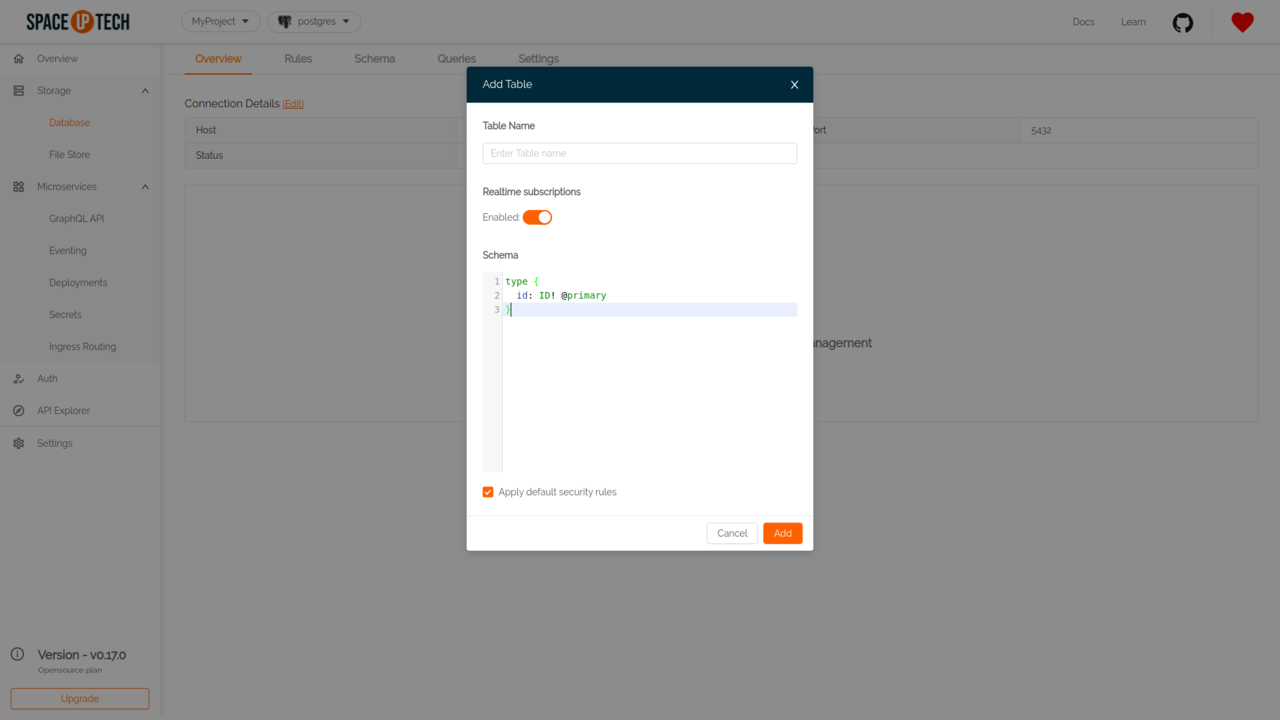 SPACE UP TECH
MyProject
postgres
Docs
Learn
Overview
Storage
Database
File Store
Microservices
GraphQL API
Eventing
Deployments
Secrets
Ingress Routing
Auth
API Explorer
Settings
Version - v0.17.0
Opensource plan
Upgrade
Overview
Rules
Schema
Queries
Settings
Connection Details (Edit)
Host
ort
5432
Status
anagement
Add Table
X
Table Name
Enter Table name
Realtime subscriptions
Enabled:
Schema
1 type {
2 id: ID! @primary
3 }
Apply default security rules
Cancel
Add